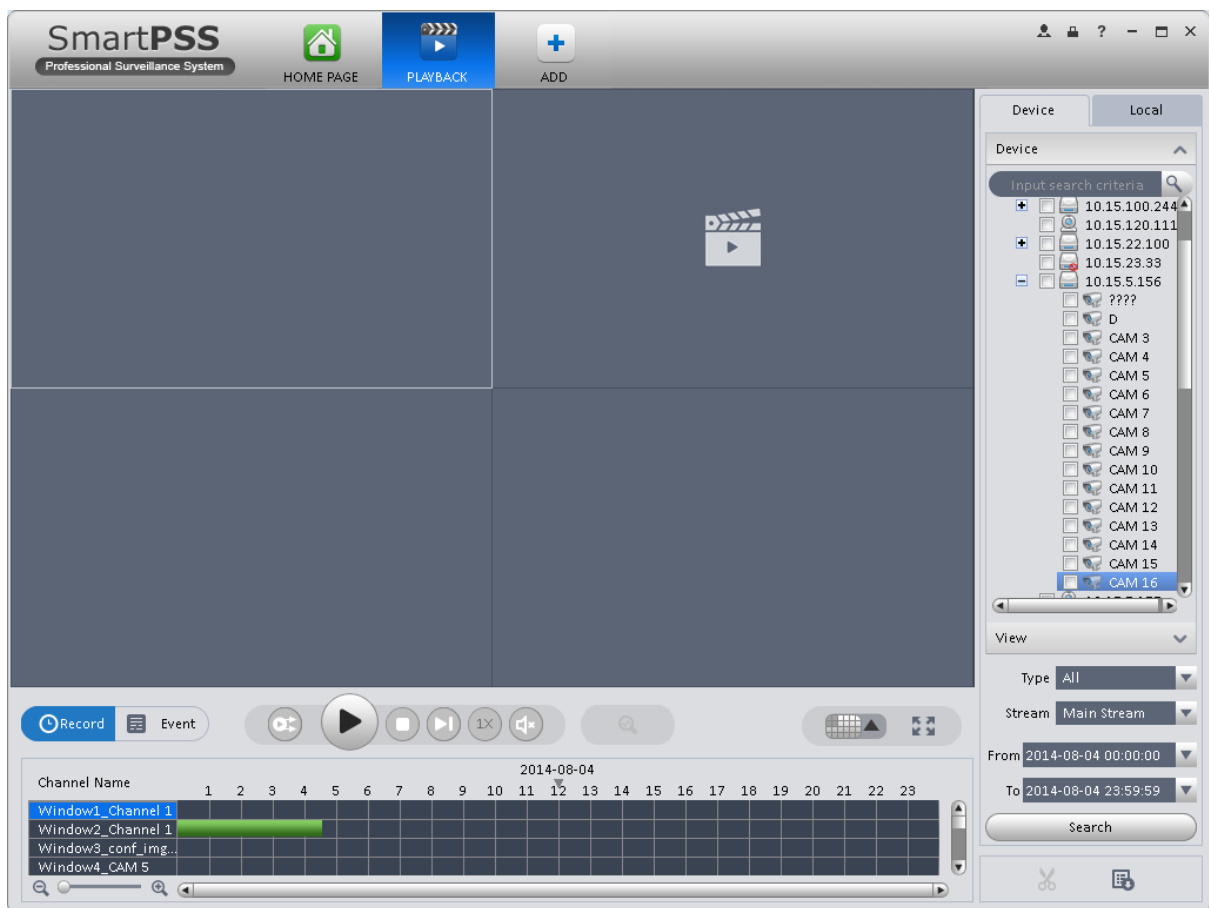 SmartPSS
Professional Surveillance System
HOME PAGE
PLAYBACK
ADD
?
Device
Local
Device
Input search criteria
10.15.100.244
10.15.120.111
10.15.22.100
10.15.23.33
10.15.5.156
????
D
CAM 3
CAM 4
CAM 5
CAM 6
CAM 7
CAM 8
CAM 9
CAM 10
CAM 11
CAM 12
CAM 13
CAM 14
CAM 15
CAM 16
View
Type All
Stream Main Stream
From 2014-08-04 00:00:00
To 2014-08-04 23:59:59
Search
Record
Event
1X
2014-08-04
Channel Name
1 2 3 4 5 6 7 8 9 10 11 12 13 14 15 16 17 18 19 20 21 22 23
Window1_Channel 1
Window2_Channel 1
Window3_conf_img...
Window4_CAM 5